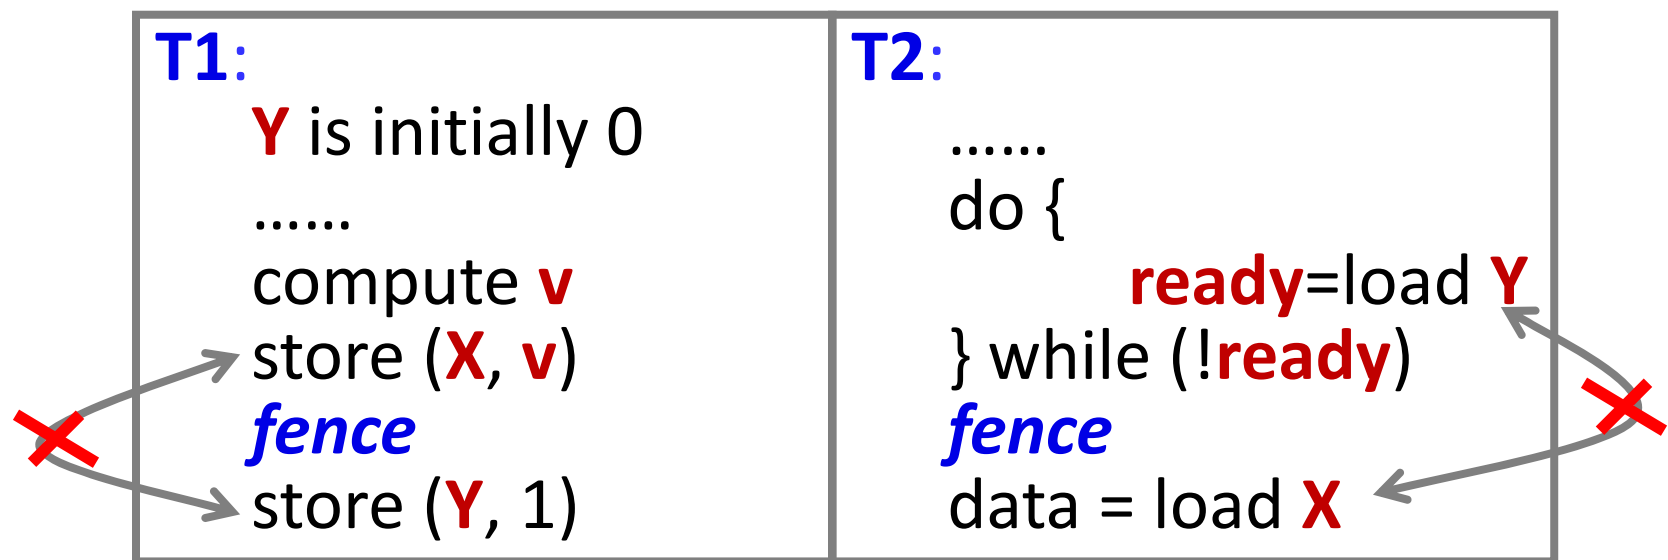 T1:
Y is initially 0
......
compute v
store (X, v)
fence
store (Y, 1)
T2:
......
do {
ready=load Y
} while (!ready)
fence
data = load X